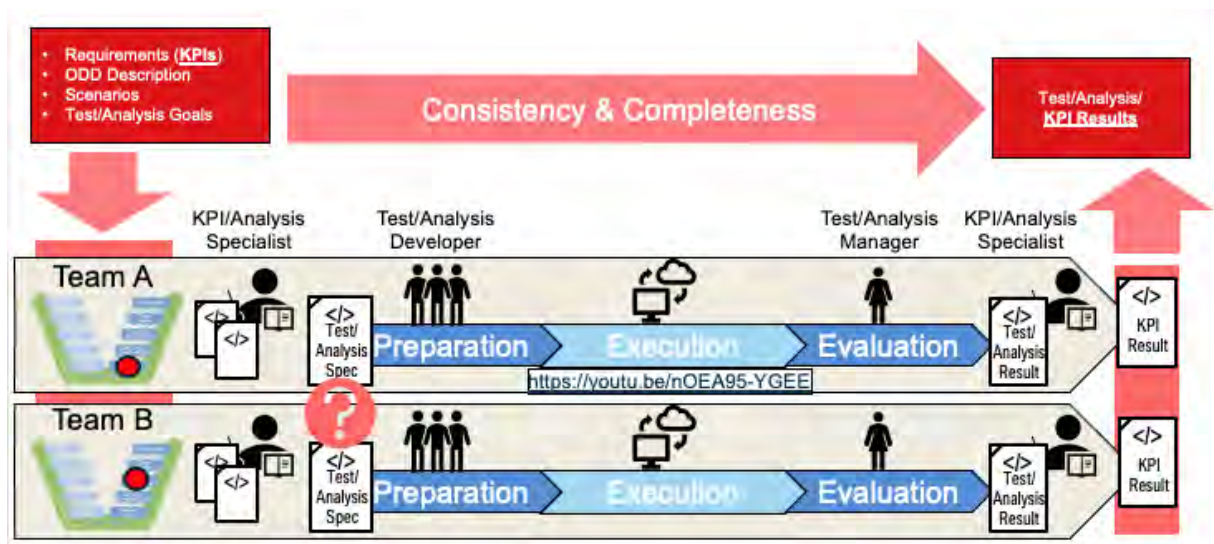 • Requirements (KPIs)
• ODD Description
• Scenarios
• Test/Analysis Goals
Consistency & Completeness
Test/Analysis/
KPI Results
KPI/Analysis
Specialist
Test/Analysis
Developer
Test/Analysis
Manager
KPI/Analysis
Specialist
Team A
</>
</>
</>
Test/
Analysis
Spec
Preparation
Execution
Evaluation
</>
Test/
Analysis
Result
</>
KPI
Result
https://youtu.be/nOEA95-YGEE
?
Team B
</>
</>
</>
Test/
Analysis
Spec
Preparation
Execution
Evaluation
</>
Test/
Analysis
Result
</>
KPI
Result